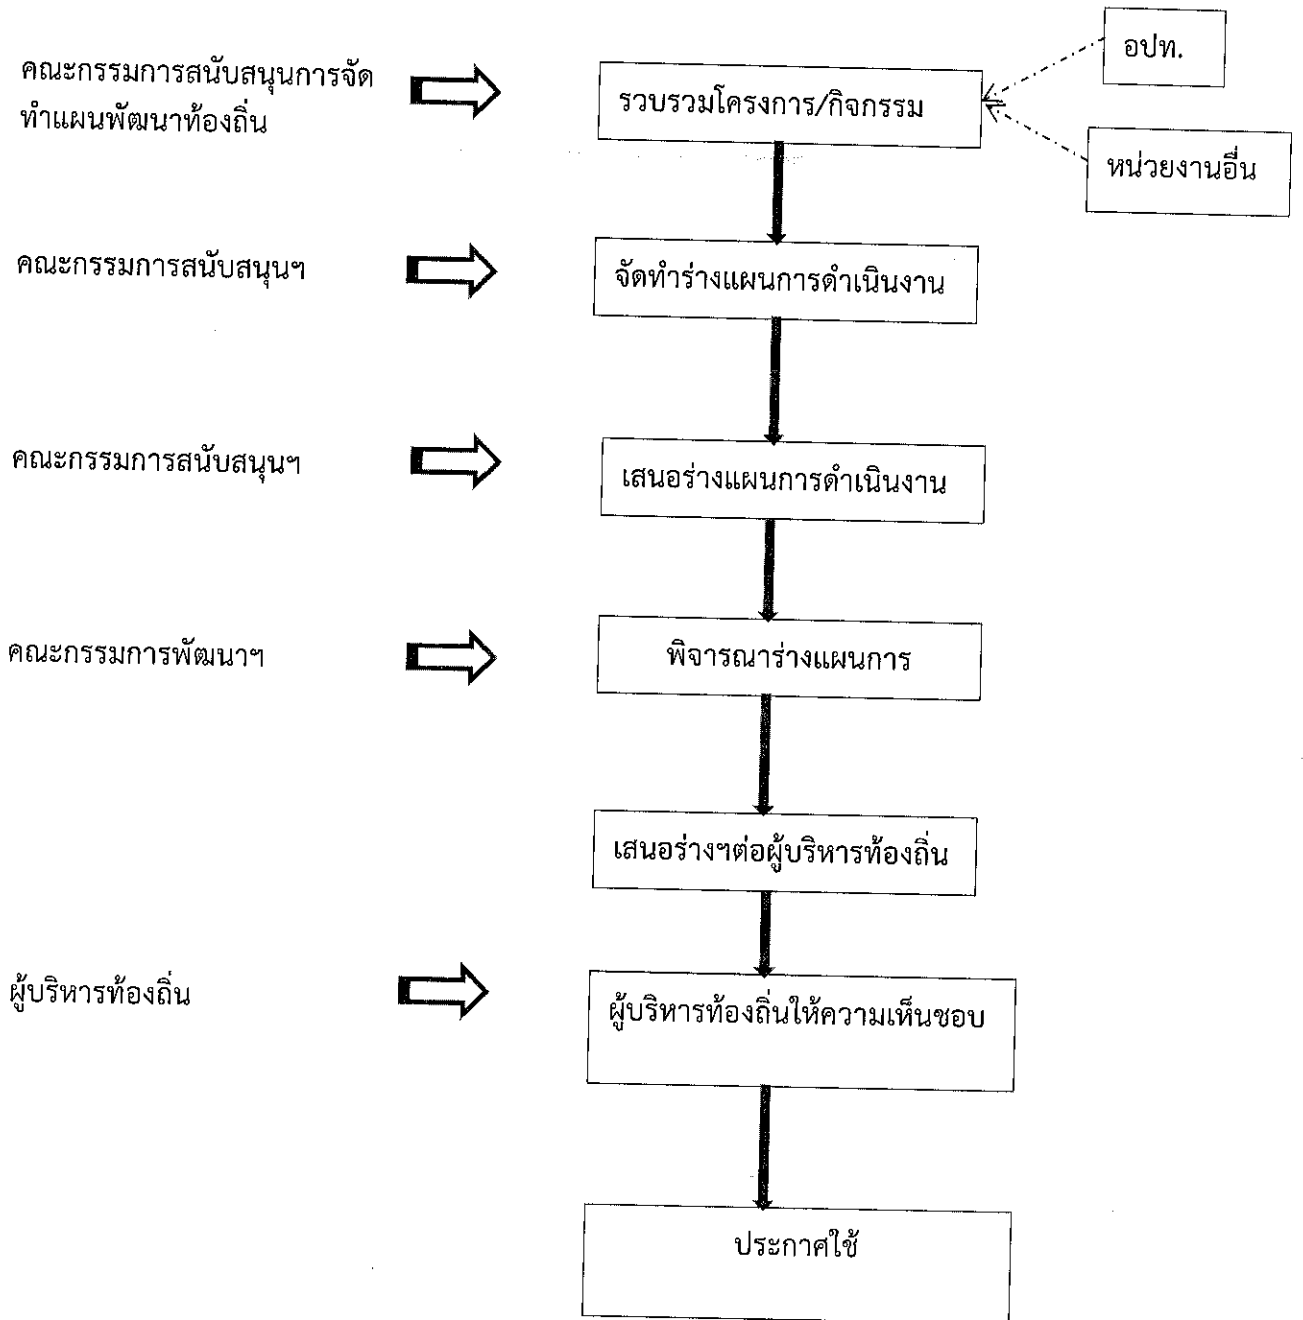 คณะกรรมการสนับสนุนการจัด
ทำแผนพัฒนาท้องถิ่น
รวบรวมโครงการ/กิจกรรม
อปท.
หน่วยงานอื่น
คณะกรรมการสนับสนุนฯ
จัดทำร่างแผนการดำเนินงาน
คณะกรรมการสนับสนุนฯ
เสนอร่างแผนการดำเนินงาน
คณะกรรมการพัฒนาฯ
พิจารณาร่างแผนการ
เสนอร่างฯต่อผู้บริหารท้องถิ่น
ผู้บริหารท้องถิ่น
ผู้บริหารท้องถิ่นให้ความเห็นชอบ
ประกาศใช้